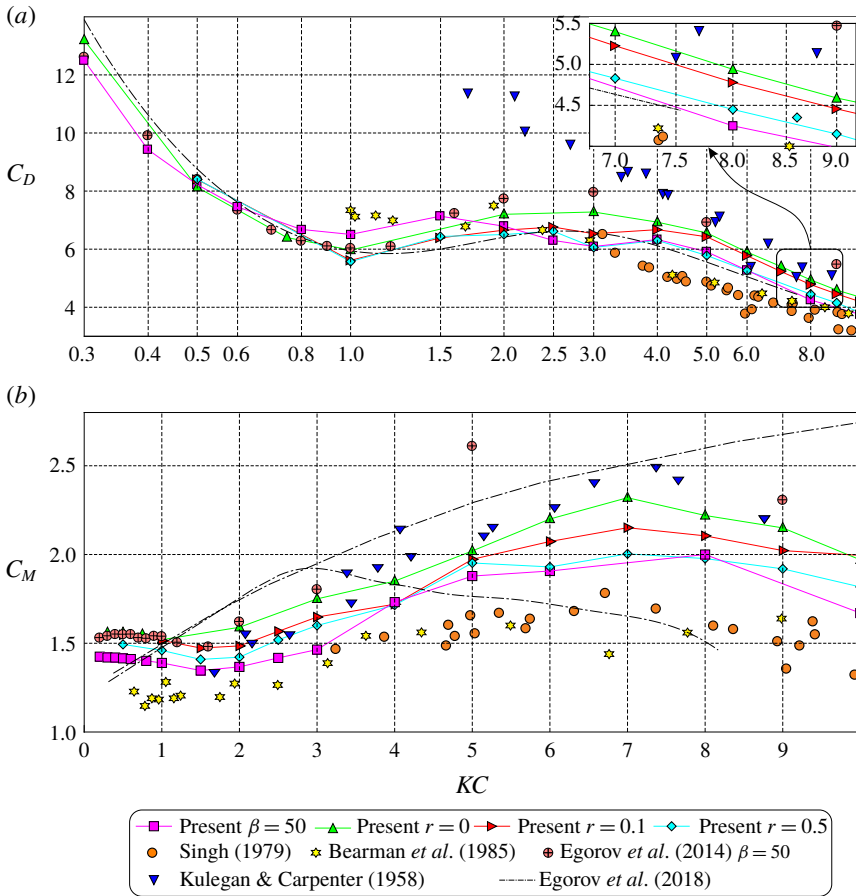 (a)
12
10
C_D
8
6
4
0.3 0.4 0.5 0.6 0.8 1.0 1.5 2.0 2.5 3.0 4.0 5.0 6.0 8.0
5.5
5.0
4.5
7.0 7.5 8.0 8.5 9.0
(b)
2.5
2.0
C_M
1.5
1.0
0 1 2 3 4 5 6 7 8 9
KC
Present β = 50 Present r = 0 Present r = 0.1 Present r = 0.5
Singh (1979) Bearman et al. (1985) Egorov et al. (2014) β = 50
Kulegan & Carpenter (1958) Egorov et al. (2018)